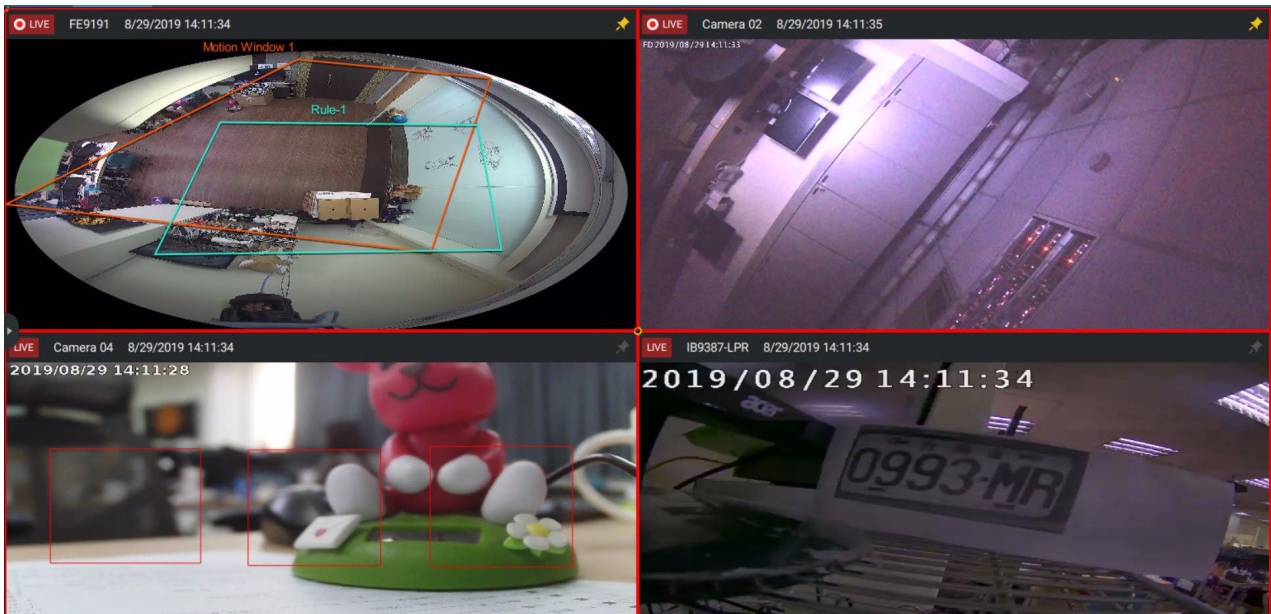 LIVE FE9191 8/29/2019 14:11:34
Motion Window 1
Rule-1
LIVE Camera 02 8/29/2019 14:11:35
FD 2019/08/29 14:11:33
LIVE Camera 04 8/29/2019 14:11:34
2019/08/29 14:11:28
LIVE IB9387-LPR 8/29/2019 14:11:34
2019/08/29 14:11:34
acer
0993-MR